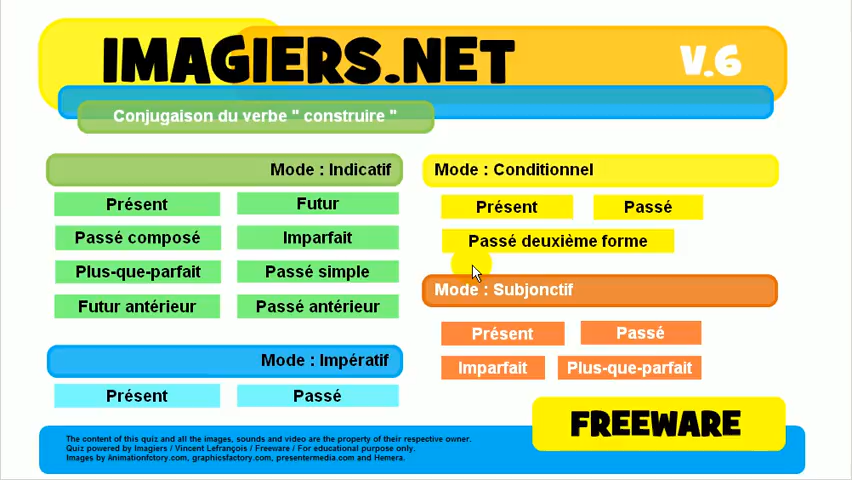 IMAGIERS.NET
V.6
Conjugaison du verbe " construire "
Mode : Indicatif
Présent
Futur
Passé composé
Imparfait
Plus-que-parfait
Passé simple
Futur antérieur
Passé antérieur
Mode : Impératif
Présent
Passé
Mode : Conditionnel
Présent
Passé
Passé deuxième forme
Mode : Subjonctif
Présent
Passé
Imparfait
Plus-que-parfait
FREEWARE
The content of this quiz and all the images, sounds and video are the property of their respective owner.
Quiz powered by Imagiers / Vincent Lefrançois / Freeware / For educational purpose only.
Images by Animationfctory.com, graphicsfactory.com, presentermedia.com and Hemera.